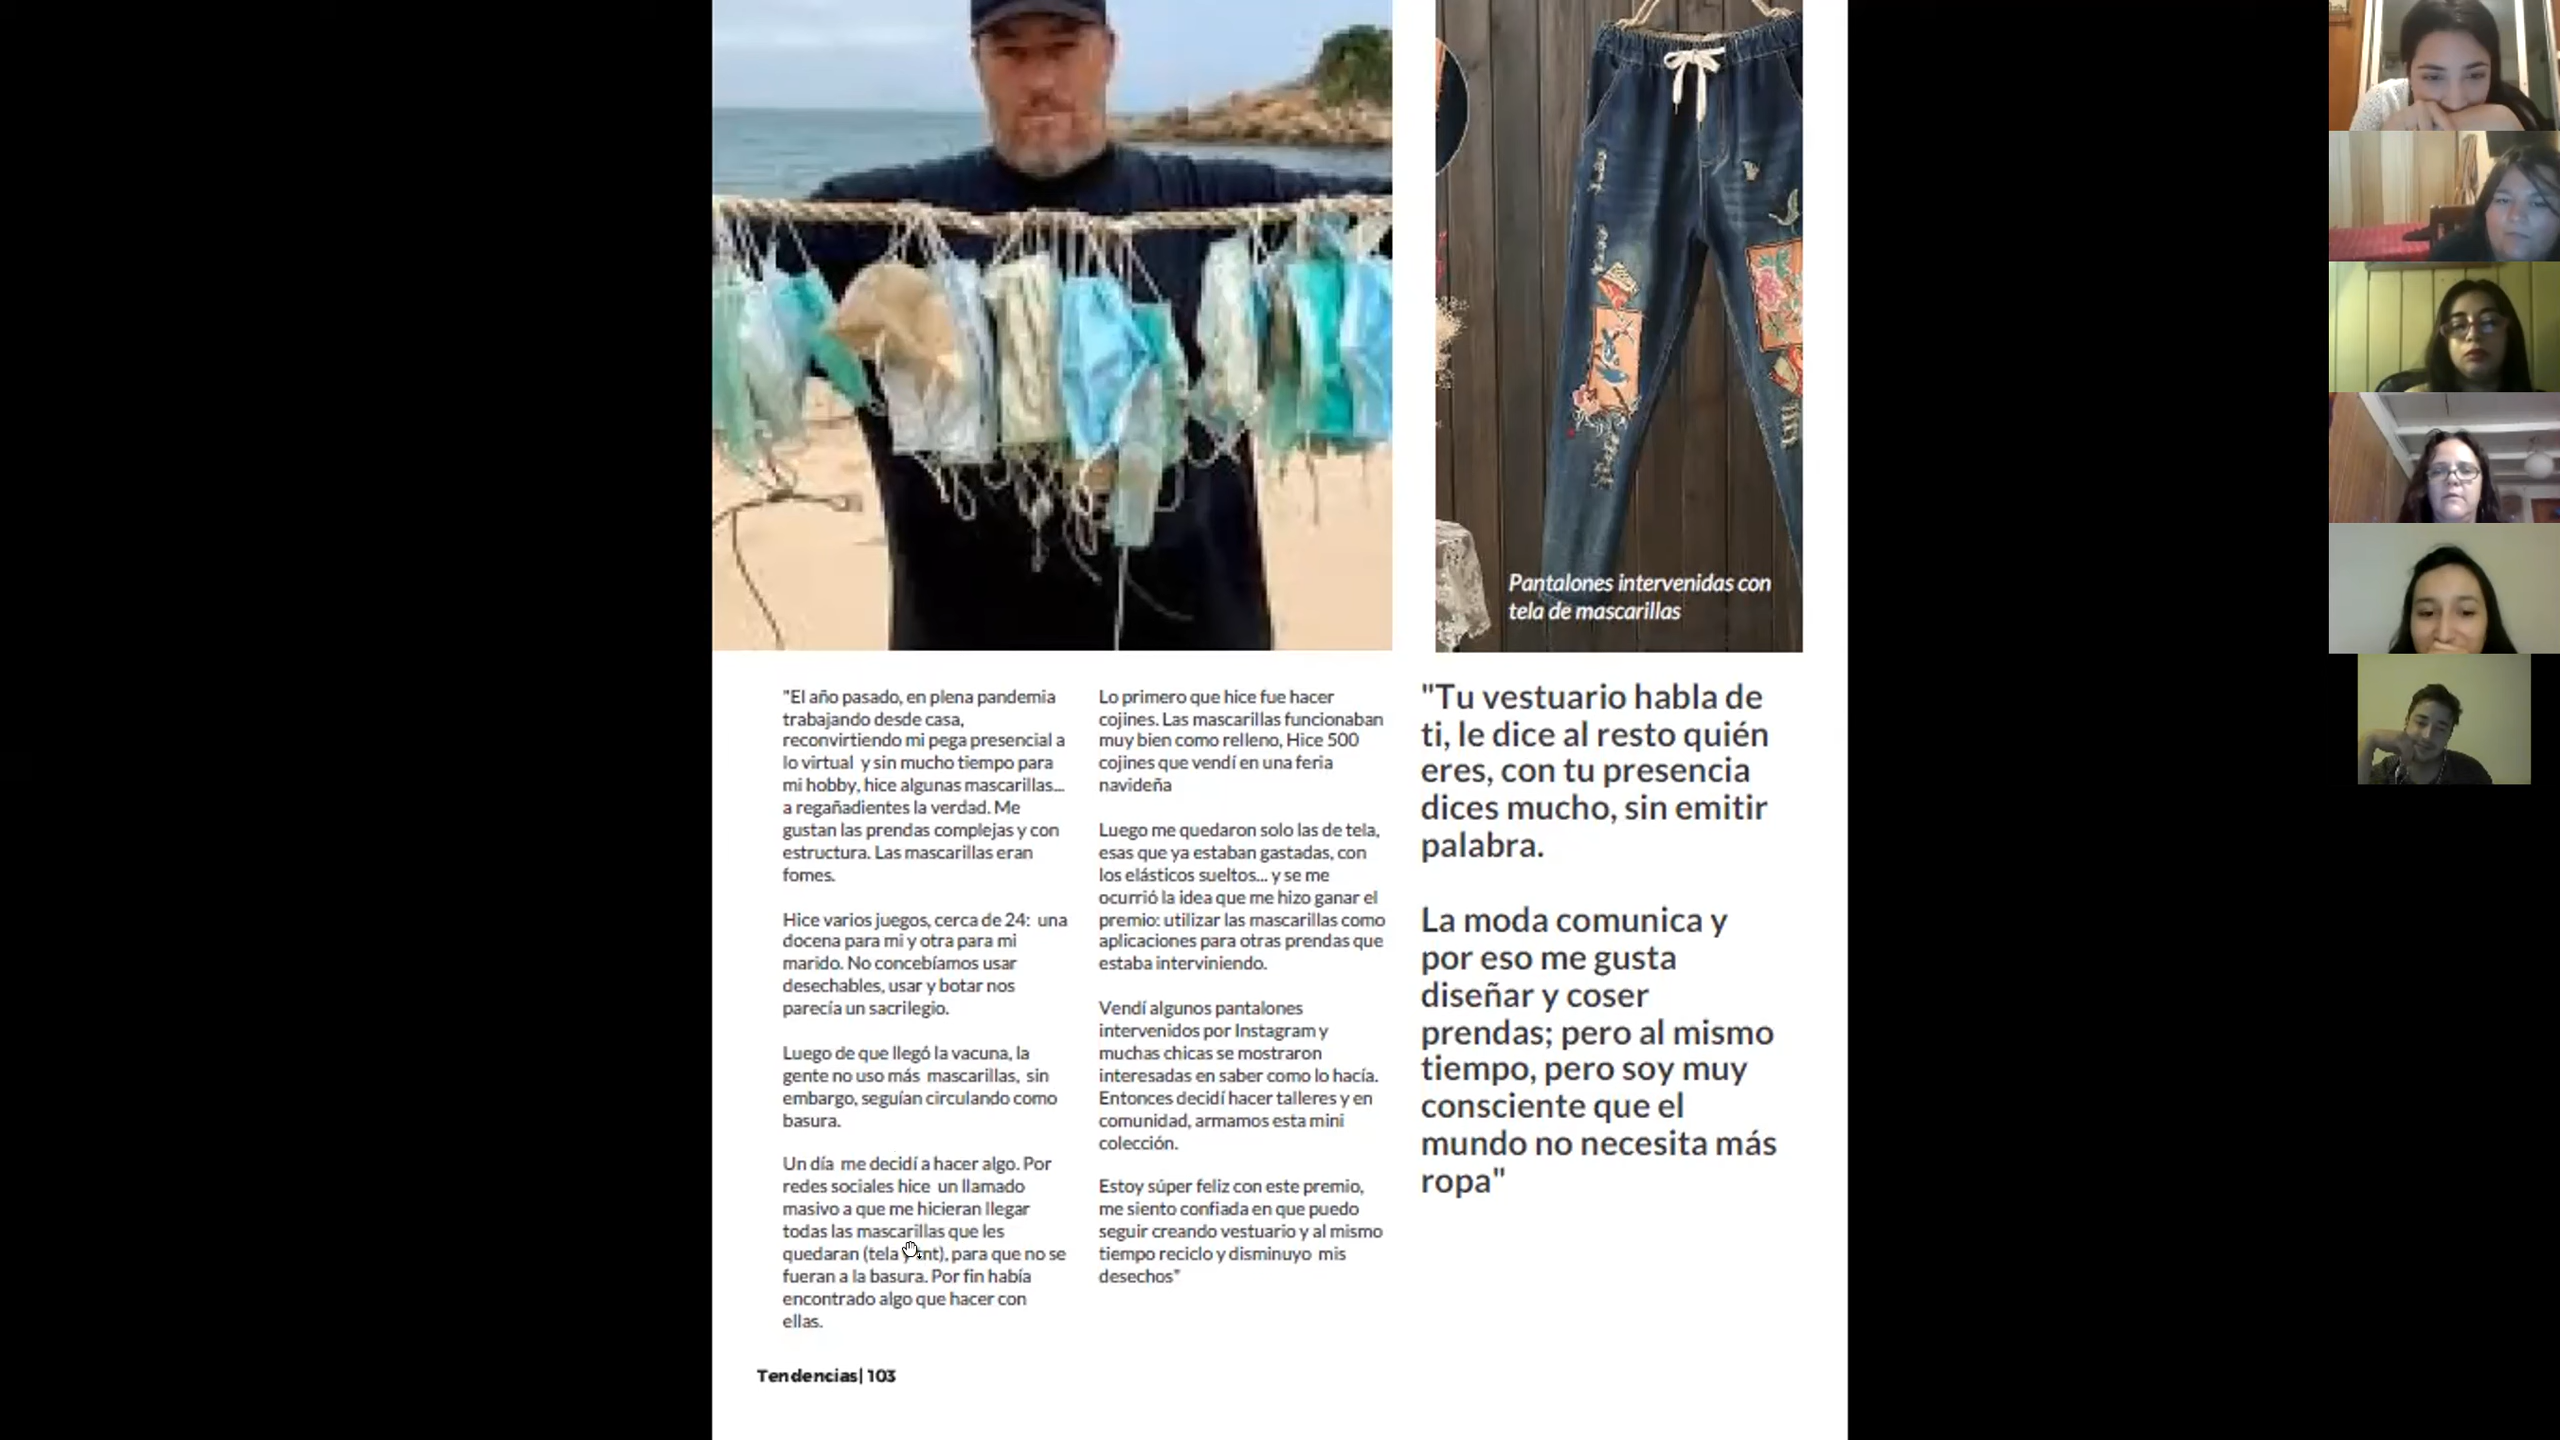 Pantalones intervenidas con
tela de mascarillas
"El año pasado, en plena pandemia
trabajando desde casa,
reconvirtiendo mi pega presencial a
lo virtual y sin mucho tiempo para
mi hobby, hice algunas mascarillas...
a regañadientes la verdad. Me
gustan las prendas complejas y con
estructura. Las mascarillas eran
fomes.
Hice varios juegos, cerca de 24: una
docena para mi y otra para mi
marido. No concebíamos usar
desechables, usar y botar nos
parecía un sacrilegio.
Luego de que llegó la vacuna, la
gente no uso más mascarillas, sin
embargo, seguían circulando como
basura.
Un día me decidí a hacer algo. Por
redes sociales hice un llamado
masivo a que me hicieran llegar
todas las mascarillas que les
quedaran (tela y tnt), para que no se
fueran a la basura. Por fin había
encontrado algo que hacer con
ellas.
Lo primero que hice fue hacer
cojines. Las mascarillas funcionaban
muy bien como relleno, Hice 500
cojines que vendí en una feria
navideña
Luego me quedaron solo las de tela,
esas que ya estaban gastadas, con
los elásticos sueltos... y se me
ocurrió la idea que me hizo ganar el
premio: utilizar las mascarillas como
aplicaciones para otras prendas que
estaba interviniendo.
Vendí algunos pantalones
intervenidos por Instagram y
muchas chicas se mostraron
interesadas en saber como lo hacía.
Entonces decidí hacer talleres y en
comunidad, armamos esta mini
colección.
Estoy súper feliz con este premio,
me siento confiada en que puedo
seguir creando vestuario y al mismo
tiempo reciclo y disminuyo mis
desechos"
"Tu vestuario habla de
ti, le dice al resto quién
eres, con tu presencia
dices mucho, sin emitir
palabra.
La moda comunica y
por eso me gusta
diseñar y coser
prendas; pero al mismo
tiempo, pero soy muy
consciente que el
mundo no necesita más
ropa"
Tendencias| 103